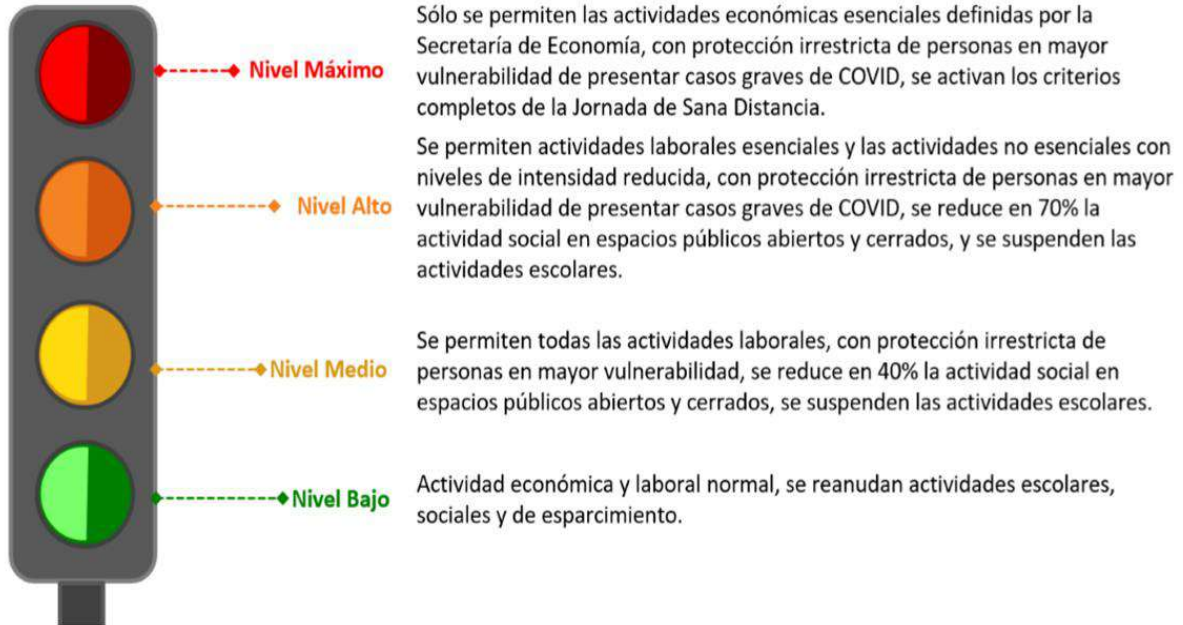 Nivel Máximo
Sólo se permiten las actividades económicas esenciales definidas por la
Secretaría de Economía, con protección irrestricta de personas en mayor
vulnerabilidad de presentar casos graves de COVID, se activan los criterios
completos de la Jornada de Sana Distancia.
Nivel Alto
Se permiten actividades laborales esenciales y las actividades no esenciales con
niveles de intensidad reducida, con protección irrestricta de personas en mayor
vulnerabilidad de presentar casos graves de COVID, se reduce en 70% la
actividad social en espacios públicos abiertos y cerrados, y se suspenden las
actividades escolares.
Nivel Medio
Se permiten todas las actividades laborales, con protección irrestricta de
personas en mayor vulnerabilidad, se reduce en 40% la actividad social en
espacios públicos abiertos y cerrados, se suspenden las actividades escolares.
Nivel Bajo
Actividad económica y laboral normal, se reanudan actividades escolares,
sociales y de esparcimiento.